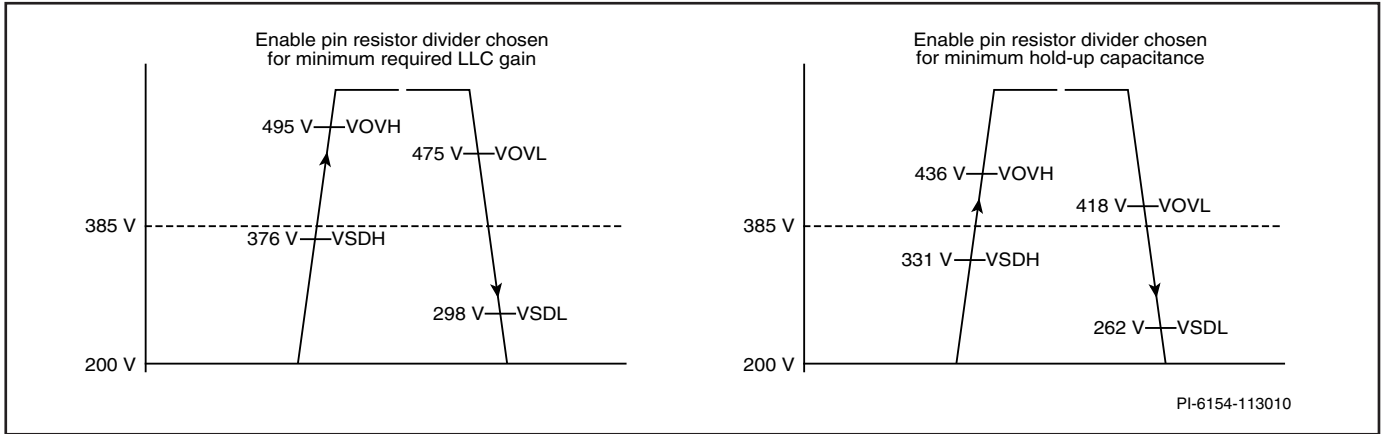 Enable pin resistor divider chosen
for minimum required LLC gain
495 V VOVH
475 V VOVL
385 V
376 V VSDH
298 V VSDL
200 V
Enable pin resistor divider chosen
for minimum hold-up capacitance
436 V VOVH
418 V VOVL
385 V
331 V VSDH
262 V VSDL
200 V
PI-6154-113010